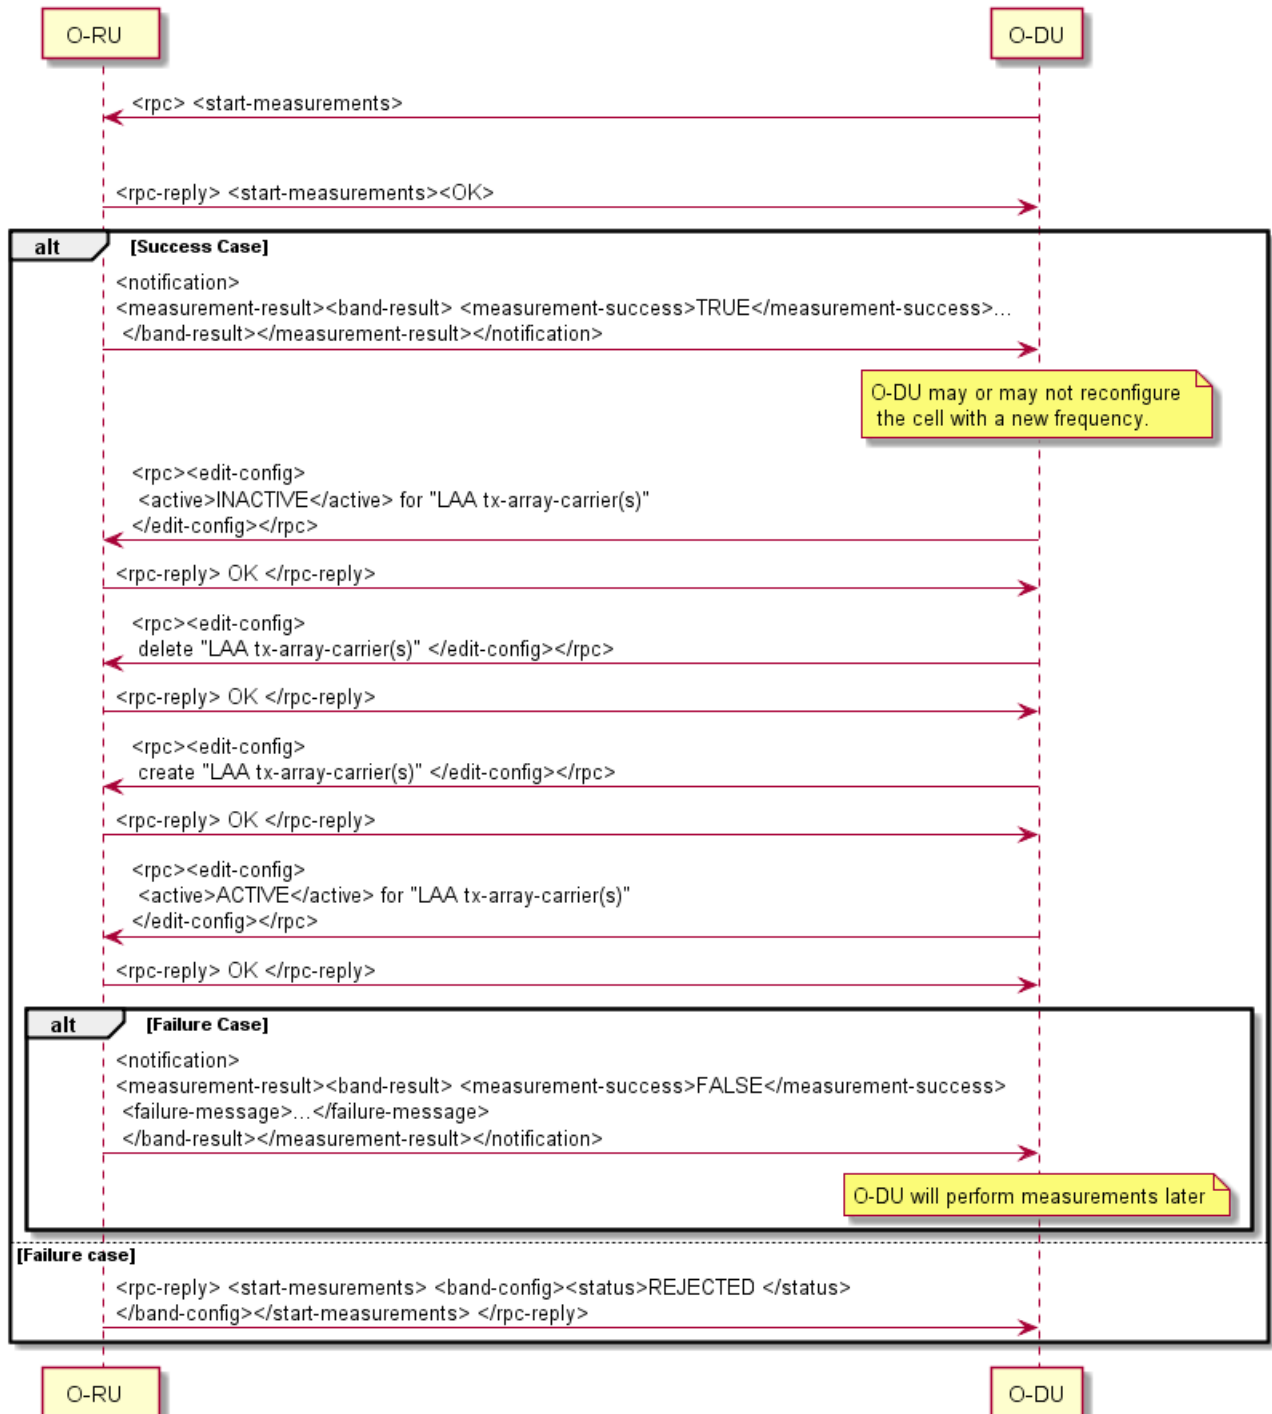 O-RU
O-DU
<rpc> <start-measurements>
<rpc-reply> <start-measurements><OK>
alt
[Success Case]
<notification>
<measurement-result><band-result> <measurement-success>TRUE</measurement-success>...
</band-result></measurement-result></notification>
O-DU may or may not reconfigure
the cell with a new frequency.
<rpc><edit-config>
<active>INACTIVE</active> for "LAA tx-array-carrier(s)"
</edit-config></rpc>
<rpc-reply> OK </rpc-reply>
<rpc><edit-config>
delete "LAA tx-array-carrier(s)" </edit-config></rpc>
<rpc-reply> OK </rpc-reply>
<rpc><edit-config>
create "LAA tx-array-carrier(s)" </edit-config></rpc>
<rpc-reply> OK </rpc-reply>
<rpc><edit-config>
<active>ACTIVE</active> for "LAA tx-array-carrier(s)"
</edit-config></rpc>
<rpc-reply> OK </rpc-reply>
alt
[Failure Case]
<notification>
<measurement-result><band-result> <measurement-success>FALSE</measurement-success>
<failure-message>...</failure-message>
</band-result></measurement-result></notification>
O-DU will perform measurements later
[Failure case]
<rpc-reply> <start-mesurements> <band-config><status>REJECTED </status>
</band-config></start-measurements> </rpc-reply>
O-RU
O-DU